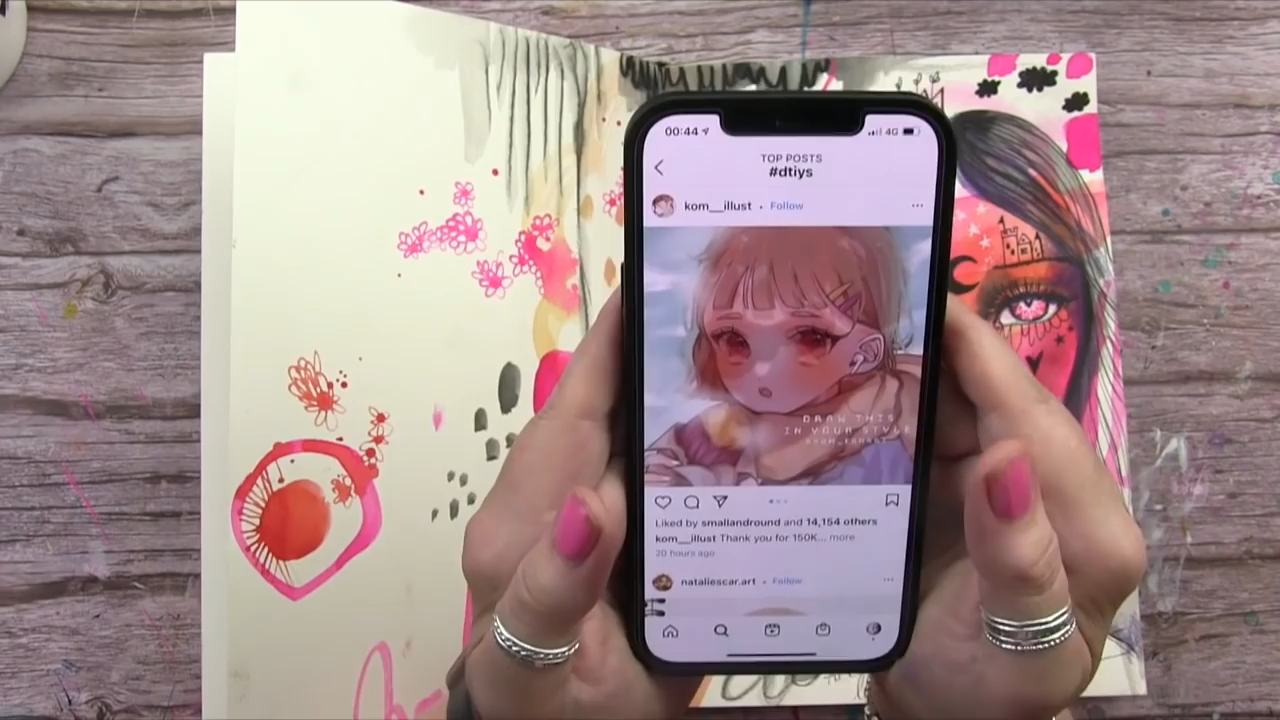 00:44
4G
TOP POSTS
#dtiys
kom__illust • Follow
DRAW THIS
IN YOUR STYLE
Liked by smallandround and 14,154 others
kom__illust Thank you for 150K... more
20 hours ago
nataliescar.art • Follow